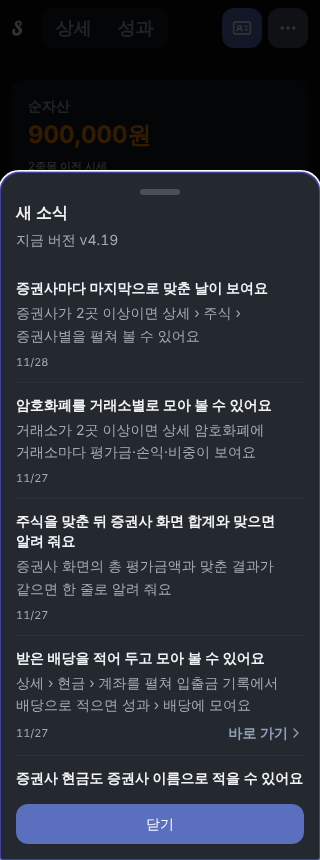 S
상세 성과
순자산
900,000원
2종목 이전 시세
새 소식
지금 버전 v4.19
증권사마다 마지막으로 맞춘 날이 보여요
증권사가 2곳 이상이면 상세 › 주식 ›
증권사별을 펼쳐 볼 수 있어요
11/28
암호화폐를 거래소별로 모아 볼 수 있어요
거래소가 2곳 이상이면 상세 암호화폐에
거래소마다 평가금·손익·비중이 보여요
11/27
주식을 맞춘 뒤 증권사 화면 합계와 맞으면
알려 줘요
증권사 화면의 총 평가금액과 맞춘 결과가
같으면 한 줄로 알려 줘요
11/27
받은 배당을 적어 두고 모아 볼 수 있어요
상세 › 현금 › 계좌를 펼쳐 입출금 기록에서
배당으로 적으면 성과 › 배당에 모여요
11/27 바로 가기 ›
증권사 현금도 증권사 이름으로 적을 수 있어요
닫기